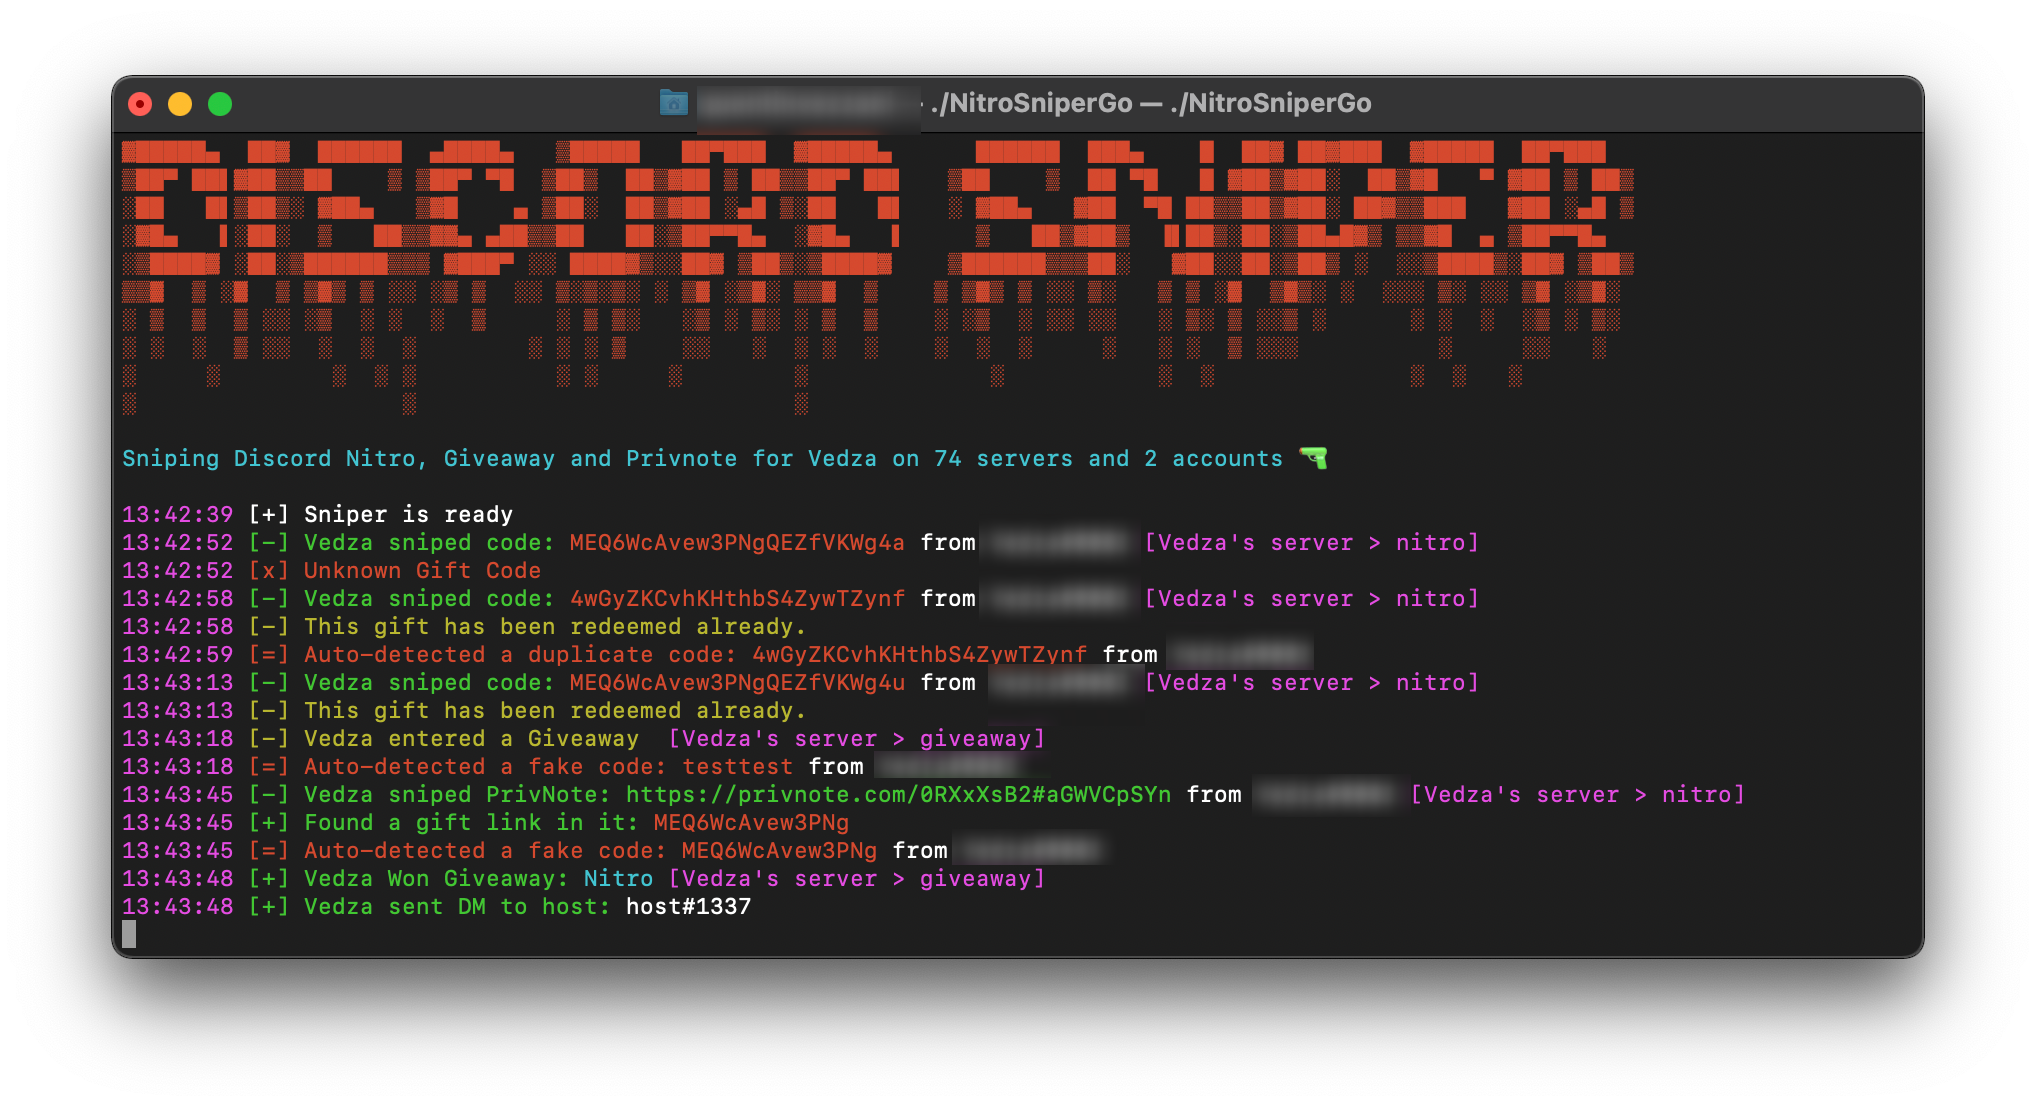 ./NitroSniperGo — ./NitroSniperGo
DISCORD SNIPER
Sniping Discord Nitro, Giveaway and Privnote for Vedza on 74 servers and 2 accounts
13:42:39 [+] Sniper is ready
13:42:52 [-] Vedza sniped code: MEQ6WcAvew3PNgQEZfVKWg4a from [Vedza's server > nitro]
13:42:52 [x] Unknown Gift Code
13:42:58 [-] Vedza sniped code: 4wGyZKCvhKHthbS4ZywTZynf from [Vedza's server > nitro]
13:42:58 [-] This gift has been redeemed already.
13:42:59 [=] Auto-detected a duplicate code: 4wGyZKCvhKHthbS4ZywTZynf from
13:43:13 [-] Vedza sniped code: MEQ6WcAvew3PNgQEZfVKWg4u from [Vedza's server > nitro]
13:43:13 [-] This gift has been redeemed already.
13:43:18 [-] Vedza entered a Giveaway [Vedza's server > giveaway]
13:43:18 [=] Auto-detected a fake code: testtest from
13:43:45 [-] Vedza sniped PrivNote: https://privnote.com/0RXxXsB2#aGWVCpSYn from [Vedza's server > nitro]
13:43:45 [+] Found a gift link in it: MEQ6WcAvew3PNg
13:43:45 [=] Auto-detected a fake code: MEQ6WcAvew3PNg from
13:43:48 [+] Vedza Won Giveaway: Nitro [Vedza's server > giveaway]
13:43:48 [+] Vedza sent DM to host: host#1337